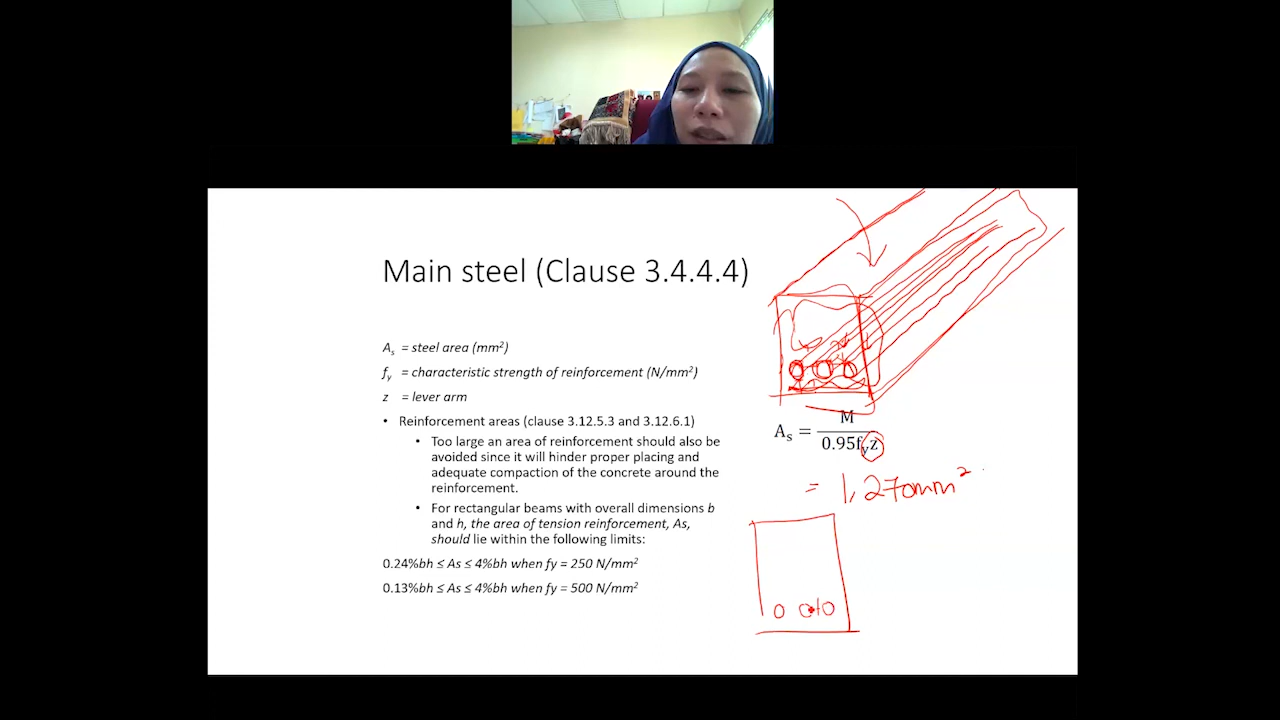 Main steel (Clause 3.4.4.4)
Aₛ = steel area (mm²)
fᵧ = characteristic strength of reinforcement (N/mm²)
z = lever arm
• Reinforcement areas (clause 3.12.5.3 and 3.12.6.1)
• Too large an area of reinforcement should also be
avoided since it will hinder proper placing and
adequate compaction of the concrete around the
reinforcement.
• For rectangular beams with overall dimensions b
and h, the area of tension reinforcement, As,
should lie within the following limits:
0.24%bh ≤ As ≤ 4%bh when fy = 250 N/mm²
0.13%bh ≤ As ≤ 4%bh when fy = 500 N/mm²
M
Aₛ =
0.95fᵧz
= 1,270mm²